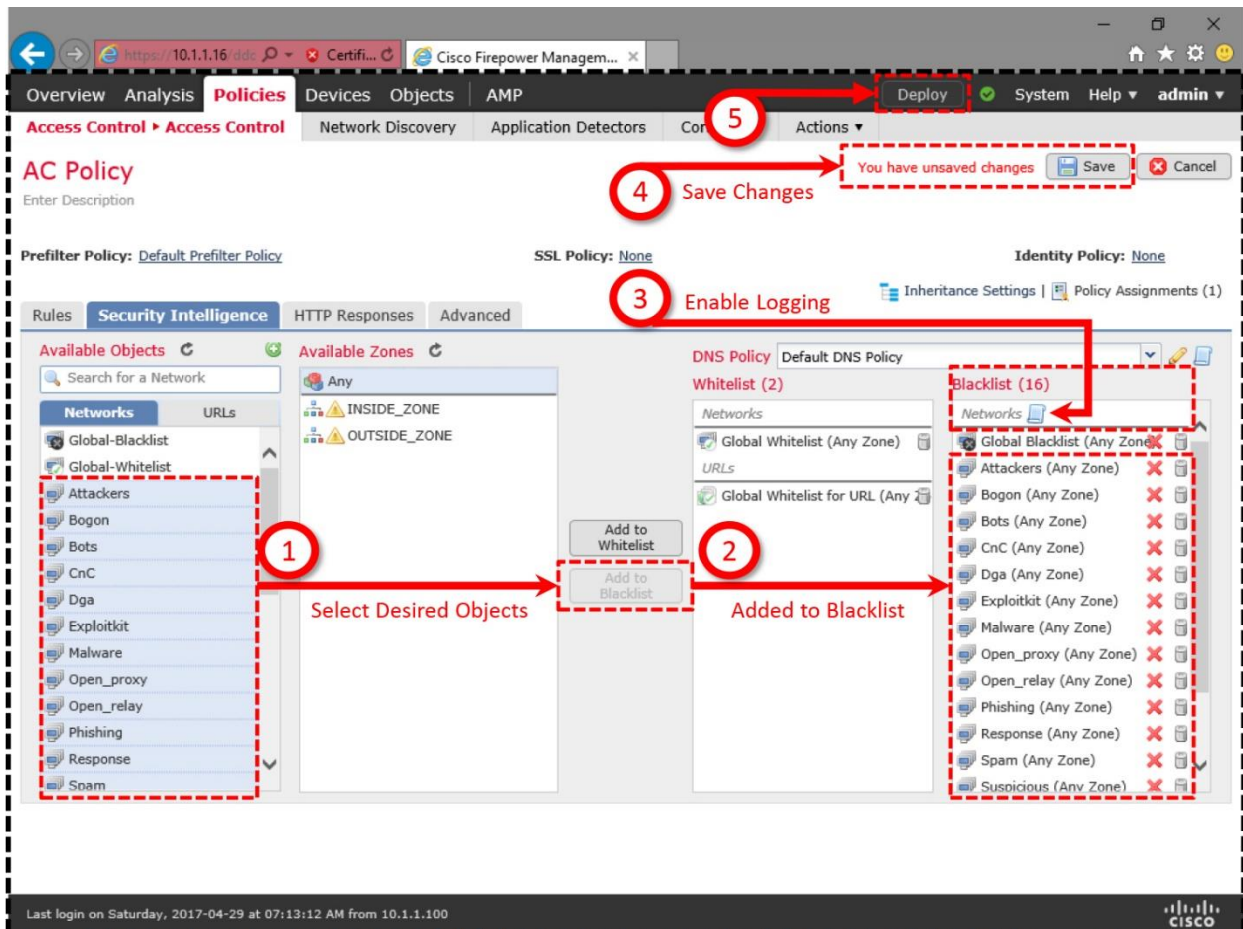 https://10.1.1.16/ddc
Certifi...
Cisco Firepower Managem...
Overview Analysis Policies Devices Objects AMP
5
Deploy
System Help admin
Access Control Access Control Network Discovery Application Detectors Actions
AC Policy
Enter Description
4
Save Changes
You have unsaved changes Save Cancel
Prefilter Policy: Default Prefilter Policy
SSL Policy: None
Identity Policy: None
3
Enable Logging
Inheritance Settings | Policy Assignments (1)
Rules Security Intelligence HTTP Responses Advanced
Available Objects
Search for a Network
Networks URLs
Global-Blacklist
Global-Whitelist
Attackers
Bogon
Bots
CnC
Dga
Exploitkit
Malware
Open_proxy
Open_relay
Phishing
Response
Spam
1
Select Desired Objects
Available Zones
Any
INSIDE_ZONE
OUTSIDE_ZONE
Add to
Whitelist
Add to
Blacklist
2
Added to Blacklist
DNS Policy Default DNS Policy
Whitelist (2)
Networks
Global Whitelist (Any Zone)
URLs
Global Whitelist for URL (Any
Blacklist (16)
Networks
Global Blacklist (Any Zone
Attackers (Any Zone)
Bogon (Any Zone)
Bots (Any Zone)
CnC (Any Zone)
Dga (Any Zone)
Exploitkit (Any Zone)
Malware (Any Zone)
Open_proxy (Any Zone)
Open_relay (Any Zone)
Phishing (Any Zone)
Response (Any Zone)
Spam (Any Zone)
Suspicious (Any Zone)
Last login on Saturday, 2017-04-29 at 07:13:12 AM from 10.1.1.100
CISCO